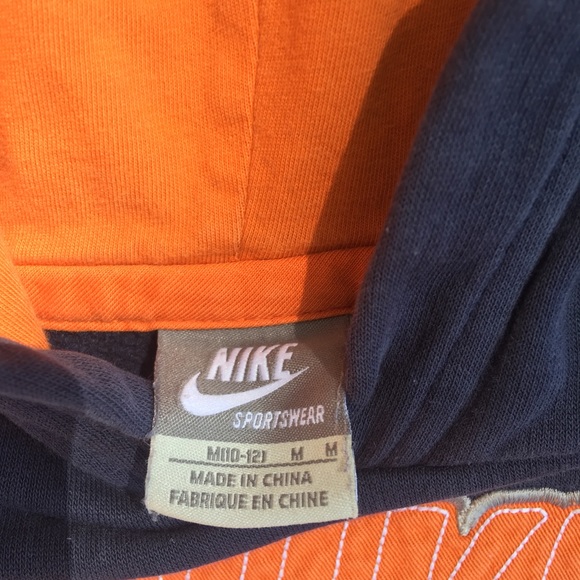 NIKE
SPORTSWEAR
M(10-12) M M
MADE IN CHINA
FABRIQUE EN CHINE